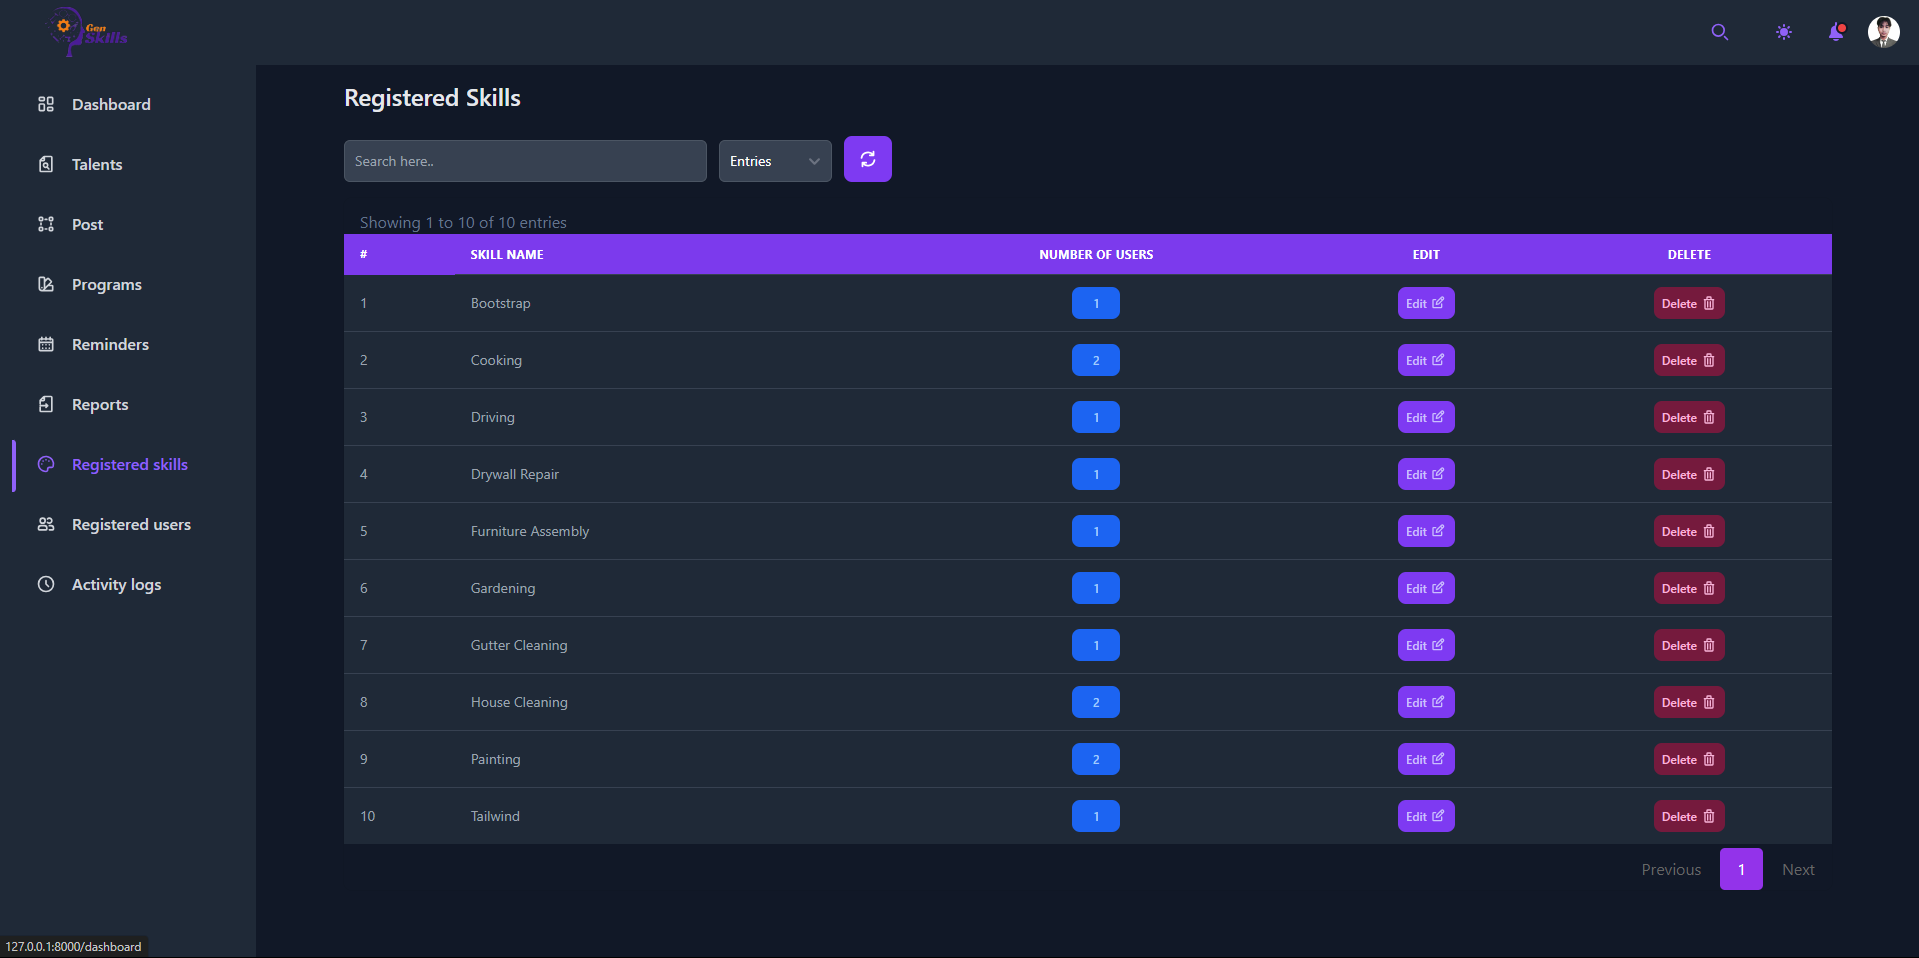 Gen
Skills
Dashboard
Talents
Post
Programs
Reminders
Reports
Registered skills
Registered users
Activity logs
Registered Skills
Search here..
Entries
Showing 1 to 10 of 10 entries
# SKILL NAME NUMBER OF USERS EDIT DELETE
1 Bootstrap 1 Edit Delete
2 Cooking 2 Edit Delete
3 Driving 1 Edit Delete
4 Drywall Repair 1 Edit Delete
5 Furniture Assembly 1 Edit Delete
6 Gardening 1 Edit Delete
7 Gutter Cleaning 1 Edit Delete
8 House Cleaning 2 Edit Delete
9 Painting 2 Edit Delete
10 Tailwind 1 Edit Delete
Previous 1 Next
127.0.0.1:8000/dashboard